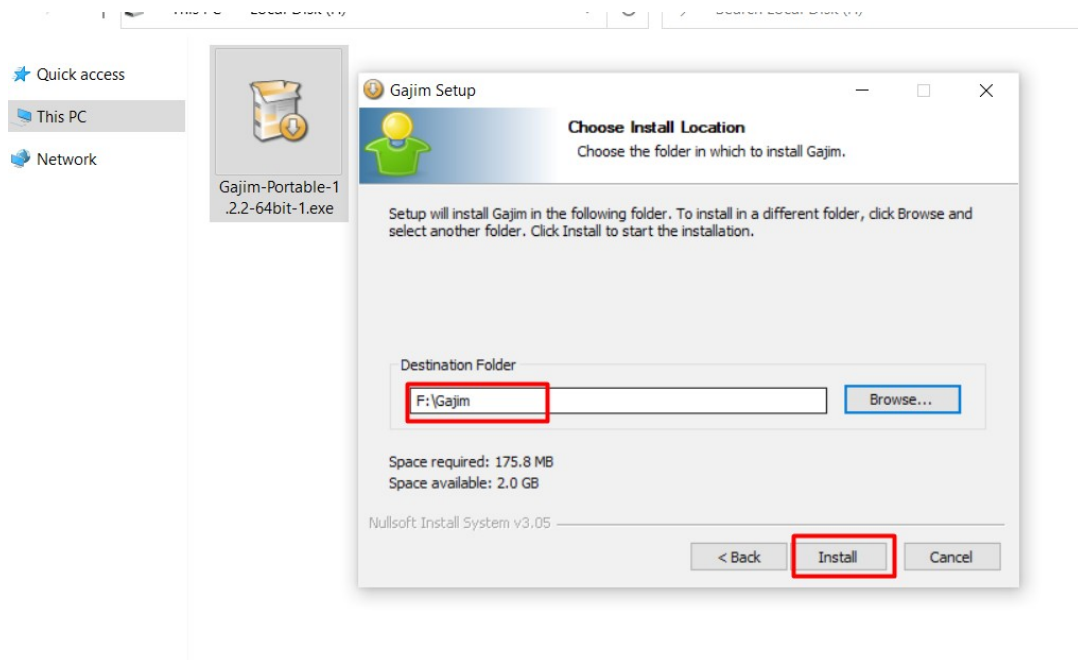 Quick access
This PC
Network
Gajim-Portable-1
.2.2-64bit-1.exe
Gajim Setup
Choose Install Location
Choose the folder in which to install Gajim.
Setup will install Gajim in the following folder. To install in a different folder, click Browse and
select another folder. Click Install to start the installation.
Destination Folder
F:\Gajim
Browse...
Space required: 175.8 MB
Space available: 2.0 GB
Nullsoft Install System v3.05
< Back
Install
Cancel